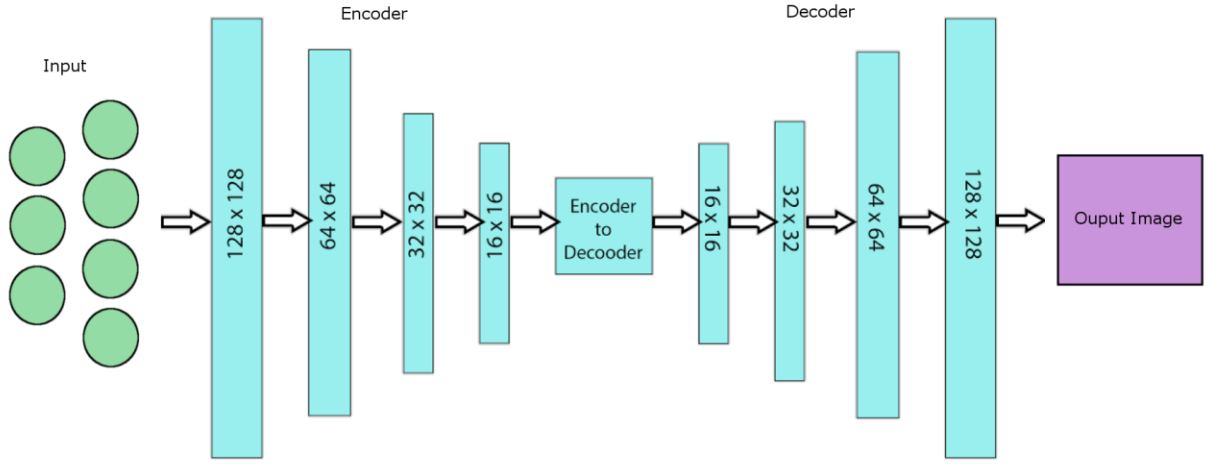 Encoder
Decoder
Input
128 x 128
64 x 64
32 x 32
16 x 16
Encoder
to
Decooder
16 x 16
32 x 32
64 x 64
128 x 128
Ouput Image